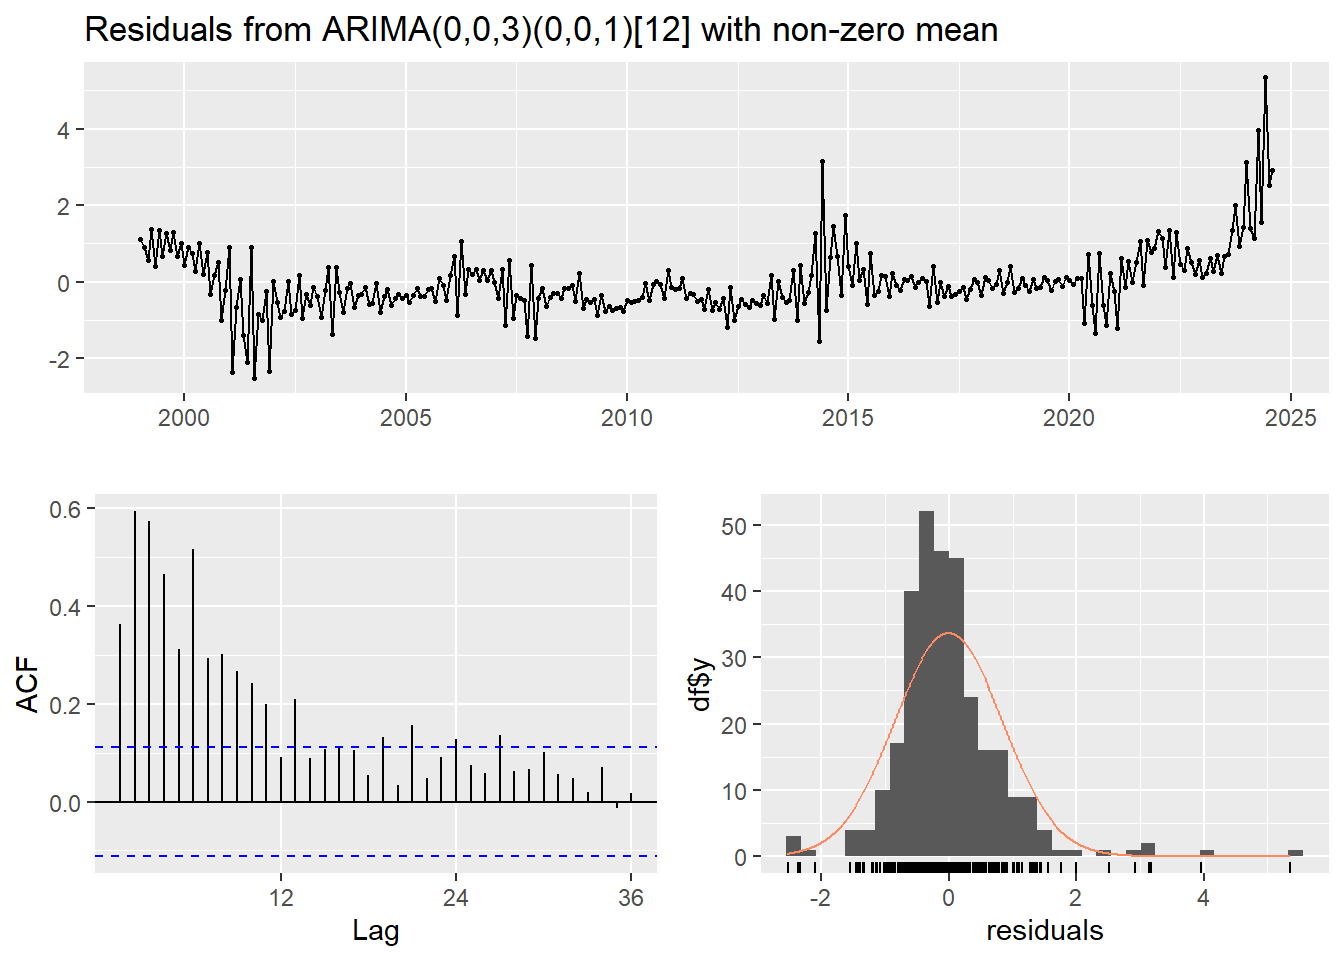 Residuals from ARIMA(0,0,3)(0,0,1)[12] with non-zero mean
4
2
0
-2
2000 2005 2010 2015 2020 2025
0.6
0.4
0.2
0.0
ACF
12 24 36
Lag
50
40
30
20
10
0
df$y
-2 0 2 4
residuals